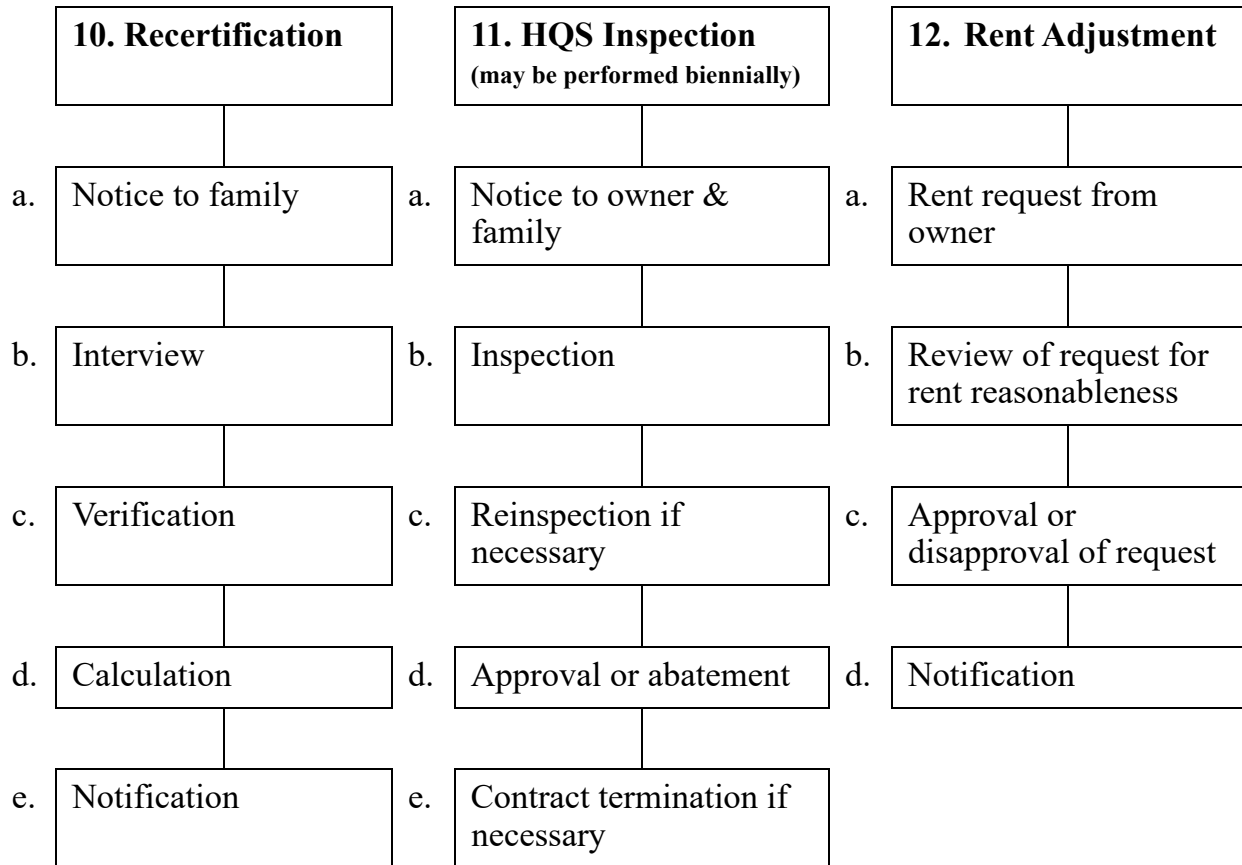 10. Recertification
11. HQS Inspection
(may be performed biennially)
12. Rent Adjustment
a. Notice to family
a. Notice to owner &
family
a. Rent request from
owner
b. Interview
b. Inspection
b. Review of request for
rent reasonableness
c. Verification
c. Reinspection if
necessary
c. Approval or
disapproval of request
d. Calculation
d. Approval or abatement
d. Notification
e. Notification
e. Contract termination if
necessary